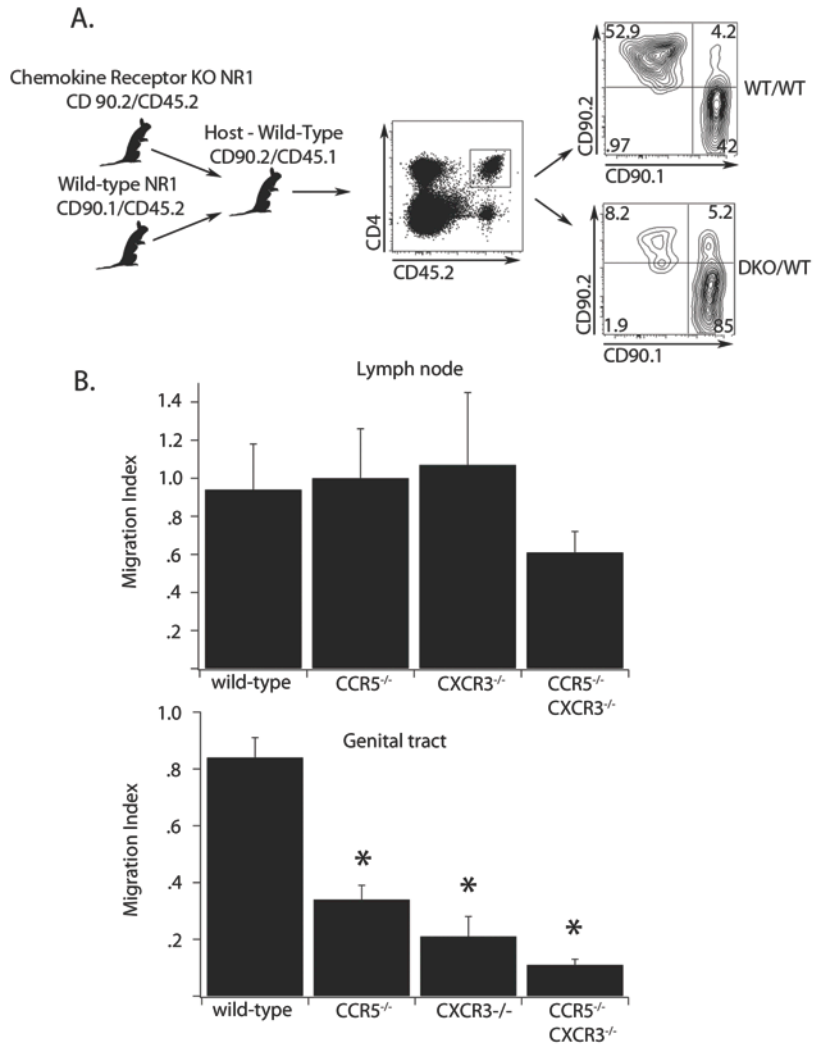 A.
Chemokine Receptor KO NR1
CD 90.2/CD45.2
Wild-type NR1
CD90.1/CD45.2
Host - Wild-Type
CD90.2/CD45.1
CD4
CD45.2
52.9
4.2
.97
42
CD90.2
CD90.1
WT/WT
8.2
5.2
1.9
85
CD90.2
CD90.1
DKO/WT
B.
Lymph node
Migration Index
1.4
1.2
1.0
.8
.6
.4
.2
wild-type
CCR5-/-
CXCR3-/-
CCR5-/-
CXCR3-/-
Genital tract
Migration Index
1.0
.8
.6
.4
.2
*
*
*
wild-type
CCR5-/-
CXCR3-/-
CCR5-/-
CXCR3-/-